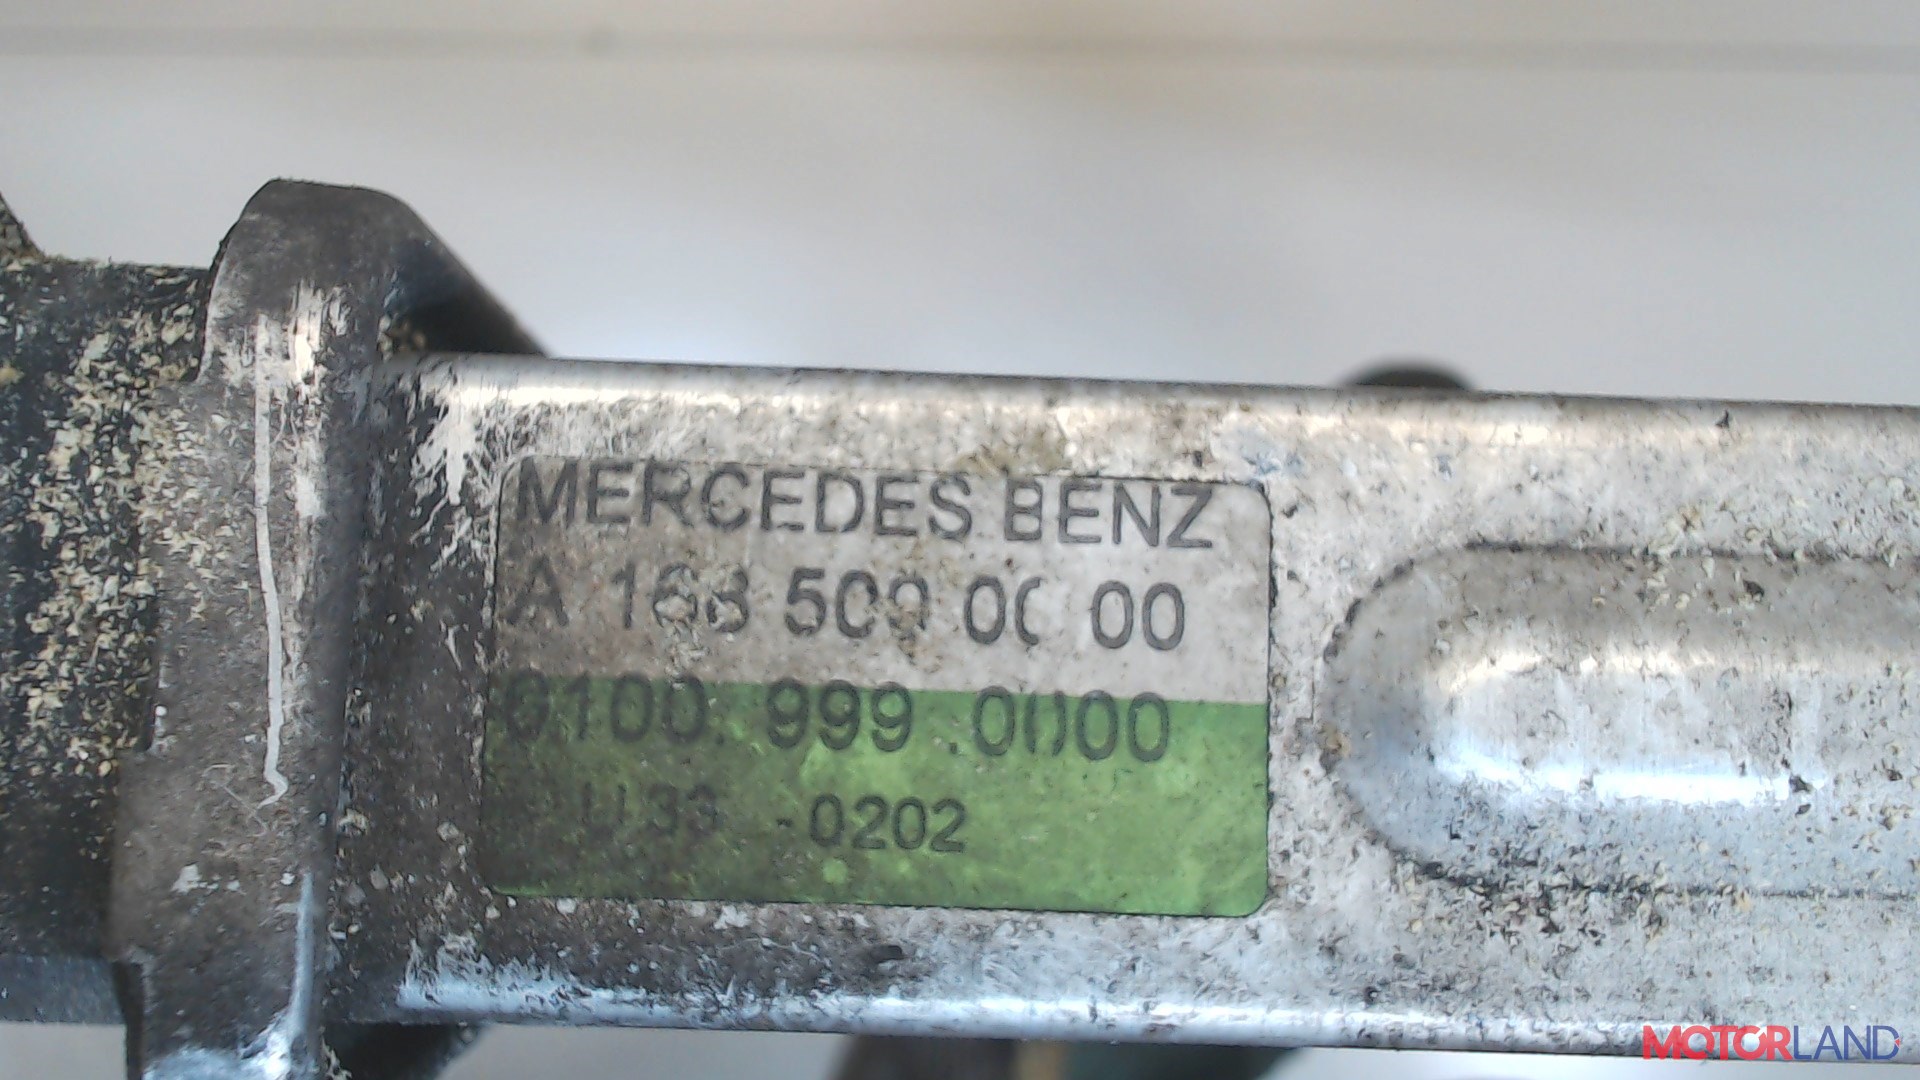 MERCEDES BENZ
A 168 500 00 00
0100. 999 .0000
-0202
MOTORLAND